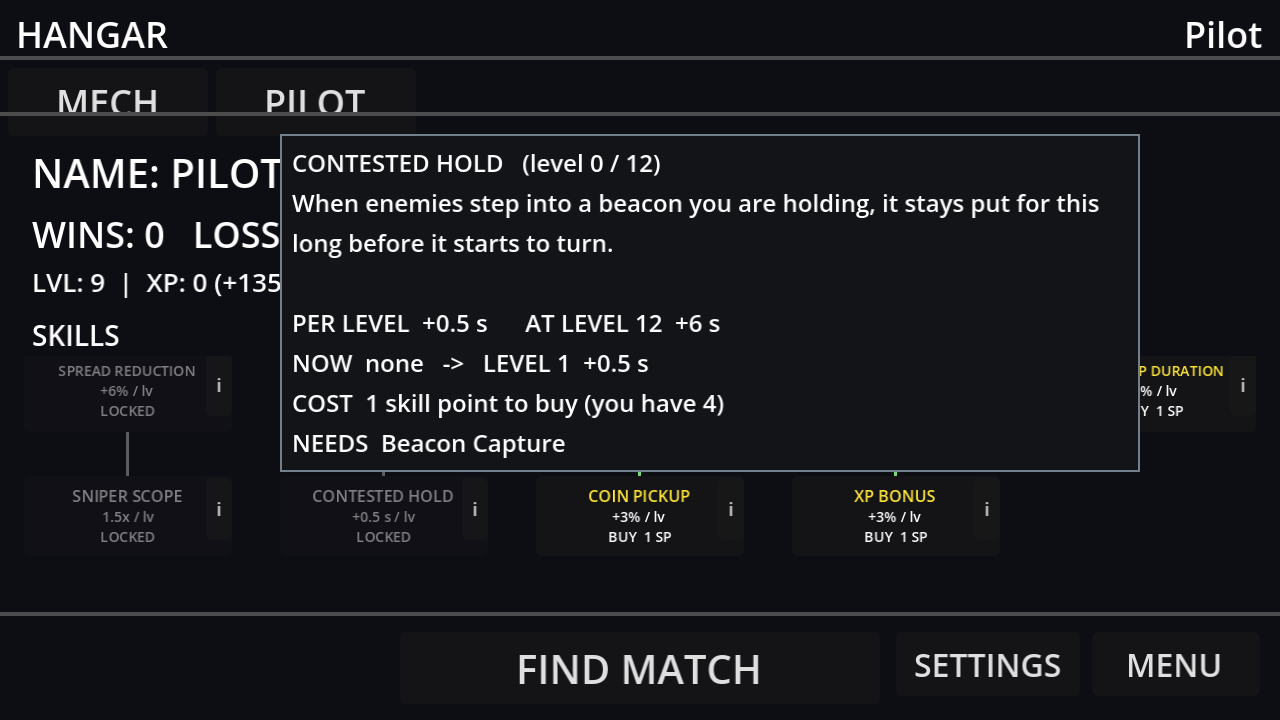 HANGAR
Pilot
MECH
PILOT
NAME: PILOT
WINS: 0 LOSS
LVL: 9 | XP: 0 (+135
SKILLS
CONTESTED HOLD (level 0 / 12)
When enemies step into a beacon you are holding, it stays put for this
long before it starts to turn.
PER LEVEL +0.5 s AT LEVEL 12 +6 s
NOW none -> LEVEL 1 +0.5 s
COST 1 skill point to buy (you have 4)
NEEDS Beacon Capture
SPREAD REDUCTION
+6% / lv
LOCKED
i
P DURATION
% / lv
Y 1 SP
i
SNIPER SCOPE
1.5x / lv
LOCKED
i
CONTESTED HOLD
+0.5 s / lv
LOCKED
i
COIN PICKUP
+3% / lv
BUY 1 SP
i
XP BONUS
+3% / lv
BUY 1 SP
i
FIND MATCH
SETTINGS
MENU